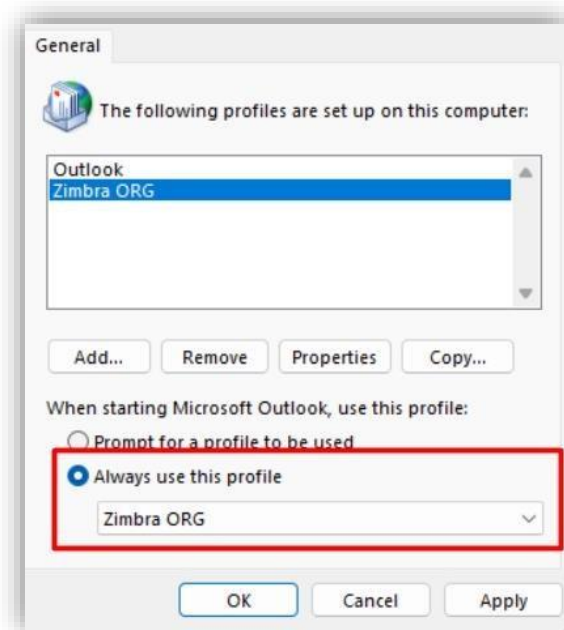 General
The following profiles are set up on this computer:
Outlook
Zimbra ORG
Add... Remove Properties Copy...
When starting Microsoft Outlook, use this profile:
Prompt for a profile to be used
Always use this profile
Zimbra ORG
OK Cancel Apply